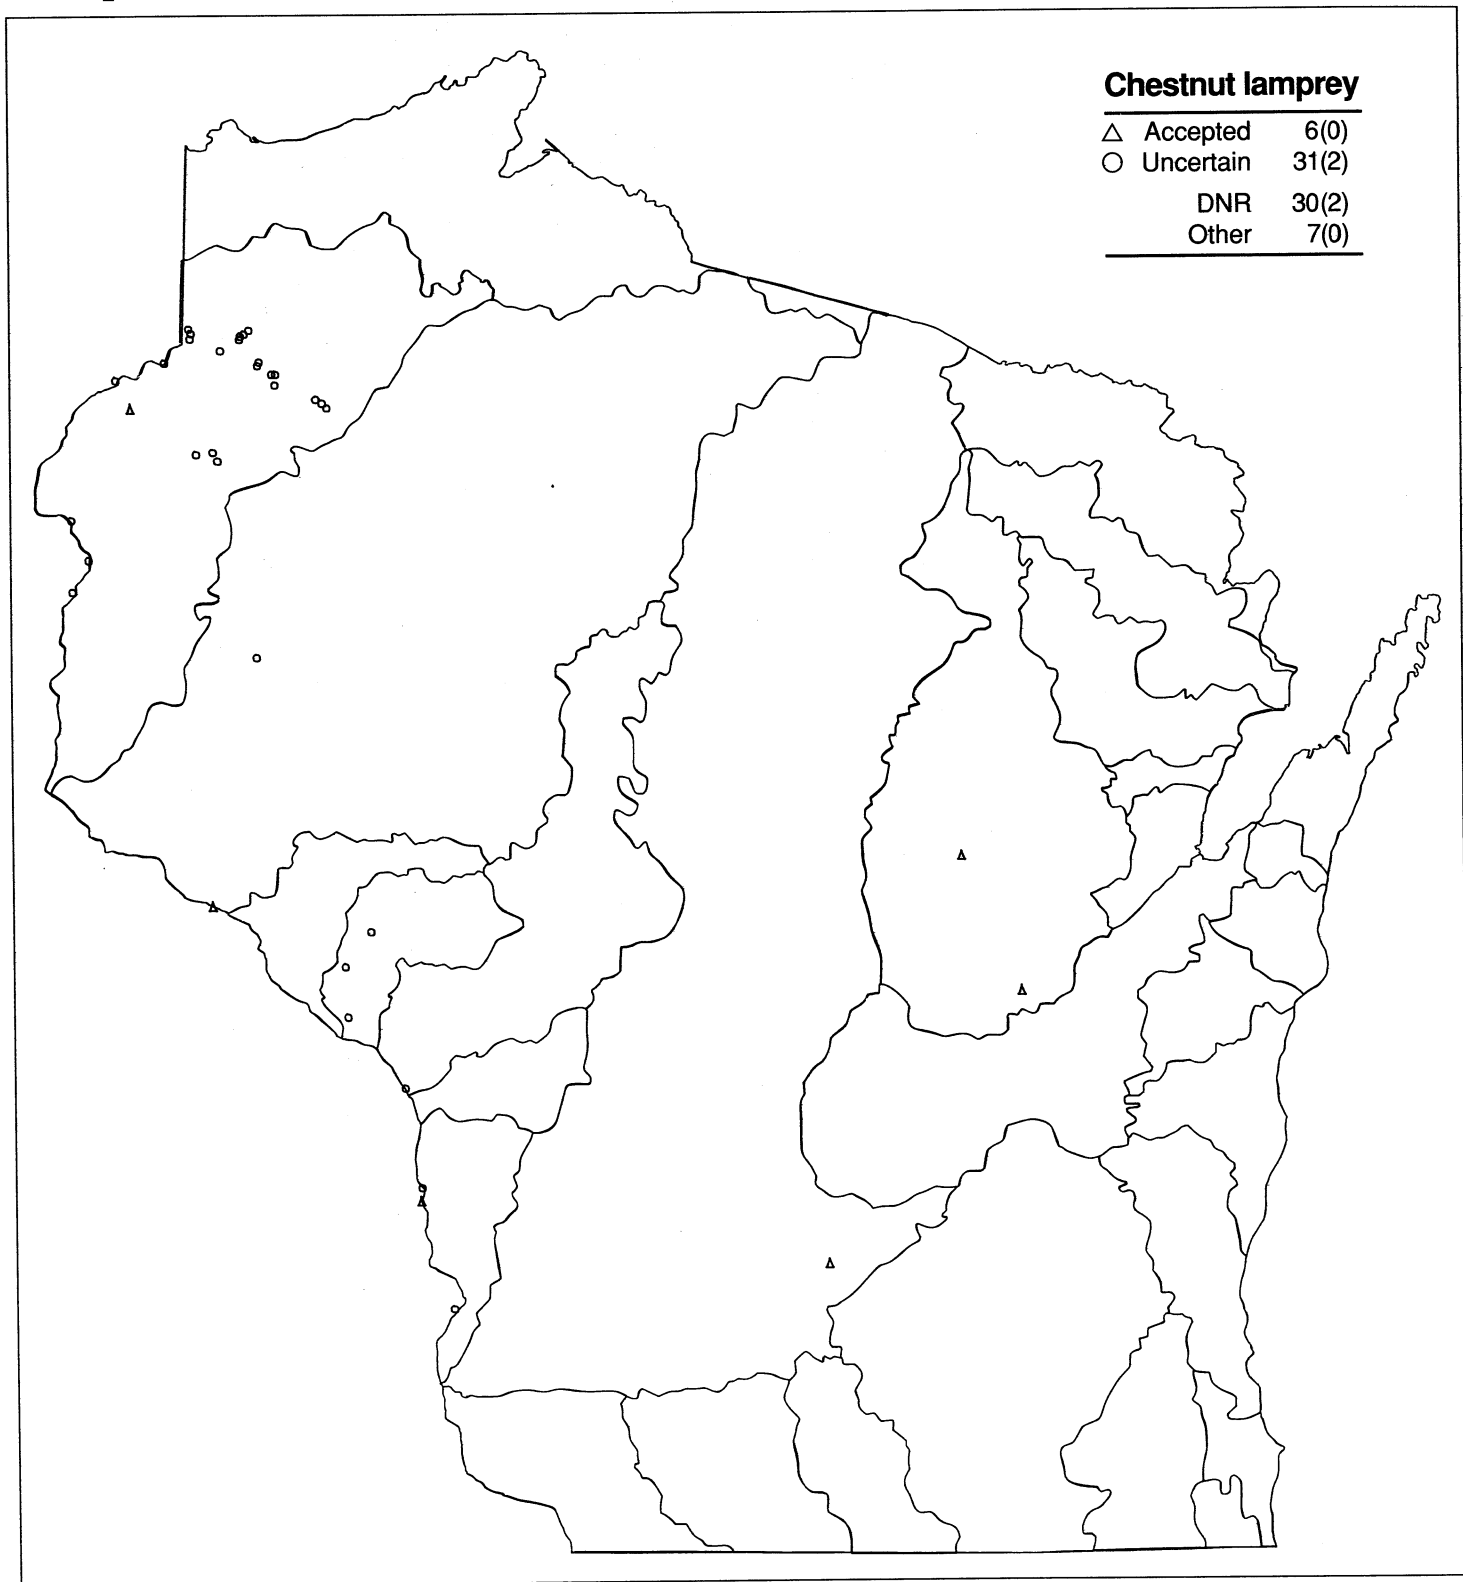 Chestnut lamprey
△ Accepted 6(0)
○ Uncertain 31(2)
DNR 30(2)
Other 7(0)